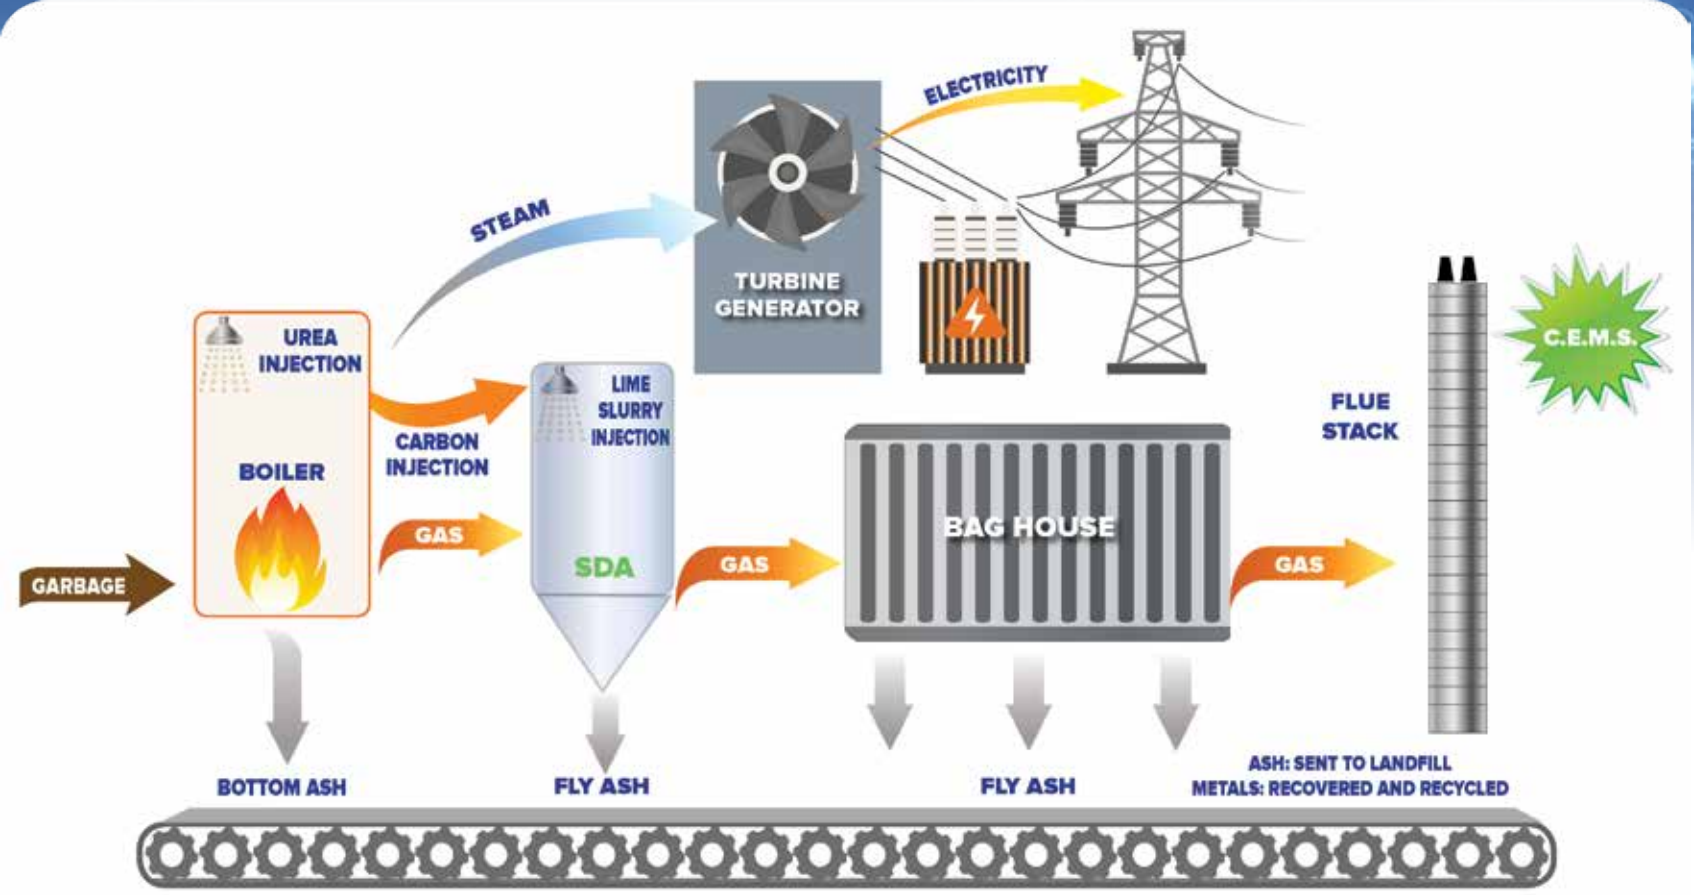 ELECTRICITY
STEAM
TURBINE
GENERATOR
UREA
INJECTION
C.E.M.S.
LIME
SLURRY
INJECTION
FLUE
STACK
CARBON
INJECTION
BOILER
GAS
BAG HOUSE
GARBAGE
SDA
GAS
GAS
BOTTOM ASH
FLY ASH
FLY ASH
ASH: SENT TO LANDFILL
METALS: RECOVERED AND RECYCLED